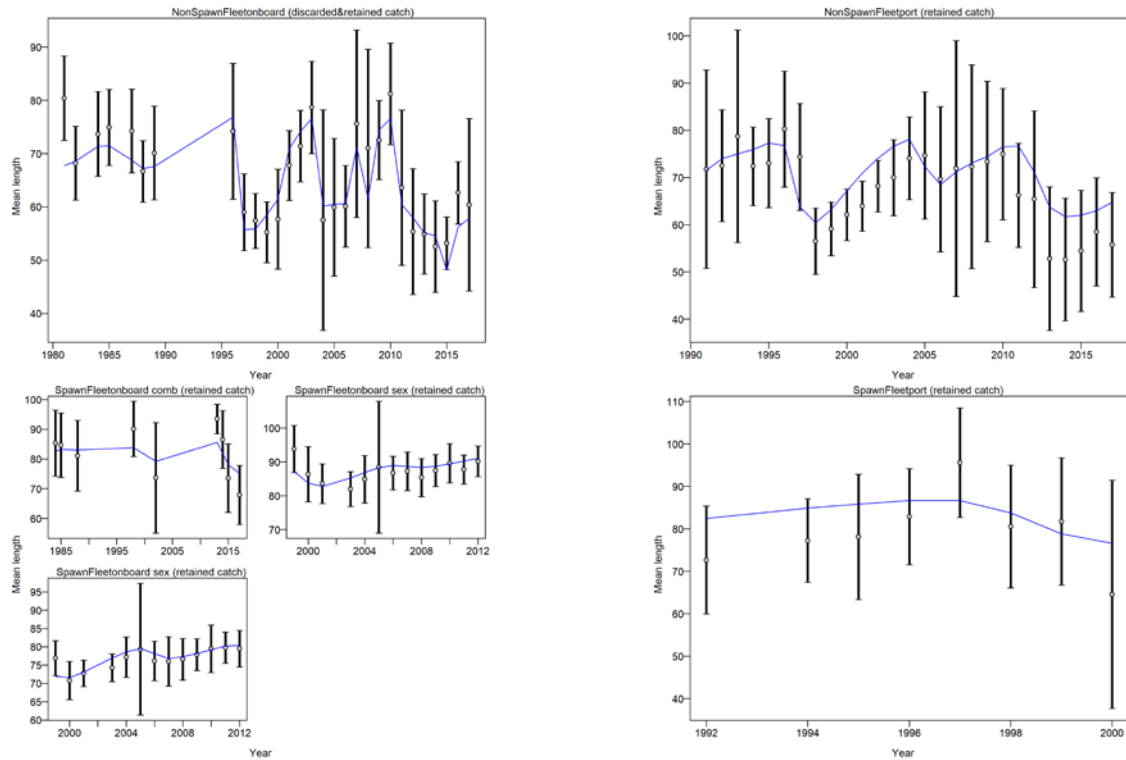 NonSpawnFleetonboard (discarded&retained catch)
Mean length
90
80
70
60
50
40
1980 1985 1990 1995 2000 2005 2010 2015
Year
NonSpawnFleetport (retained catch)
Mean length
100
90
80
70
60
50
40
1990 1995 2000 2005 2010 2015
Year
SpawnFleetonboard comb (retained catch)
Mean length
100
90
80
70
60
1985 1995 2005 2015
SpawnFleetonboard sex (retained catch)
100
90
80
70
2000 2004 2008 2012
Year
SpawnFleetonboard sex (retained catch)
Mean length
95
90
85
80
75
70
65
60
2000 2004 2008 2012
Year
SpawnFleetport (retained catch)
Mean length
110
100
90
80
70
60
50
40
1992 1994 1996 1998 2000
Year